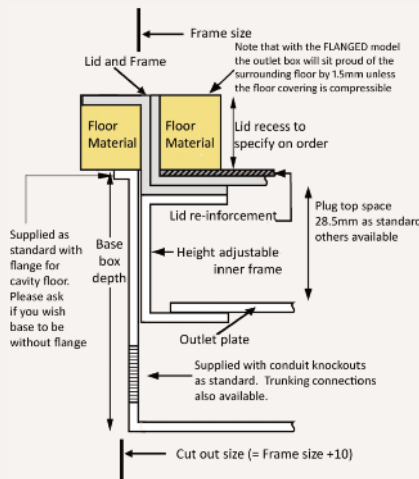 Frame size
Note that with the FLANGED model
the outlet box will sit proud of the
surrounding floor by 1.5mm unless
the floor covering is compressible
Lid and Frame
Floor
Material
Floor
Material
Lid recess to
specify on order
Lid re-inforcement
Plug top space
28.5mm as standard
others available
Supplied as
standard with
flange for
cavity floor.
Please ask
if you wish
base to be
without flange
Base
box
depth
Height adjustable
inner frame
Outlet plate
Supplied with conduit knockouts
as standard. Trunking connections
also available.
Cut out size (= Frame size +10)